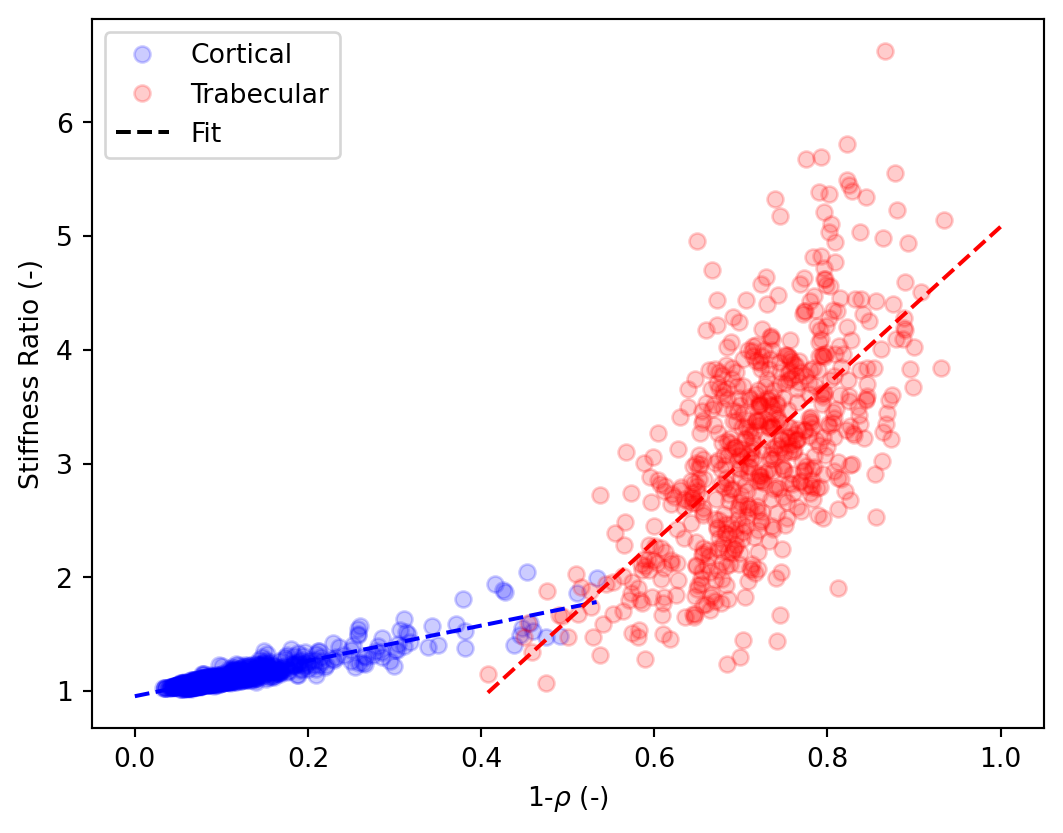 Cortical
Trabecular
Fit
6
5
4
3
2
1
Stiffness Ratio (-)
0.0 0.2 0.4 0.6 0.8 1.0
1-ρ (-)